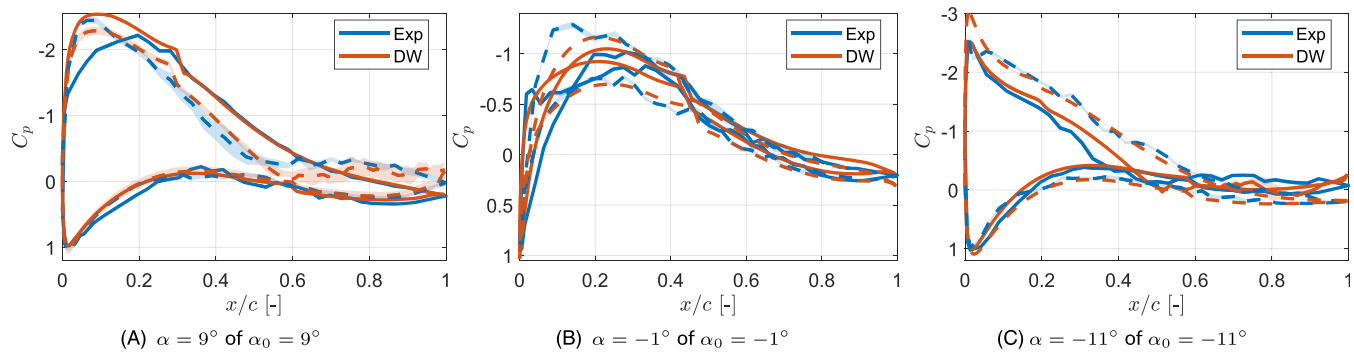 -3
-2
-1
0
1
0 0.2 0.4 0.6 0.8 1
C_p
x/c [-]
Exp
DW
-1
-0.5
0
0.5
1
0 0.2 0.4 0.6 0.8 1
C_p
x/c [-]
Exp
DW
-2
-1
0
1
0 0.2 0.4 0.6 0.8 1
C_p
x/c [-]
Exp
DW
(A) α = 9° of α₀ = 9°
(B) α = −1° of α₀ = −1°
(C) α = −11° of α₀ = −11°